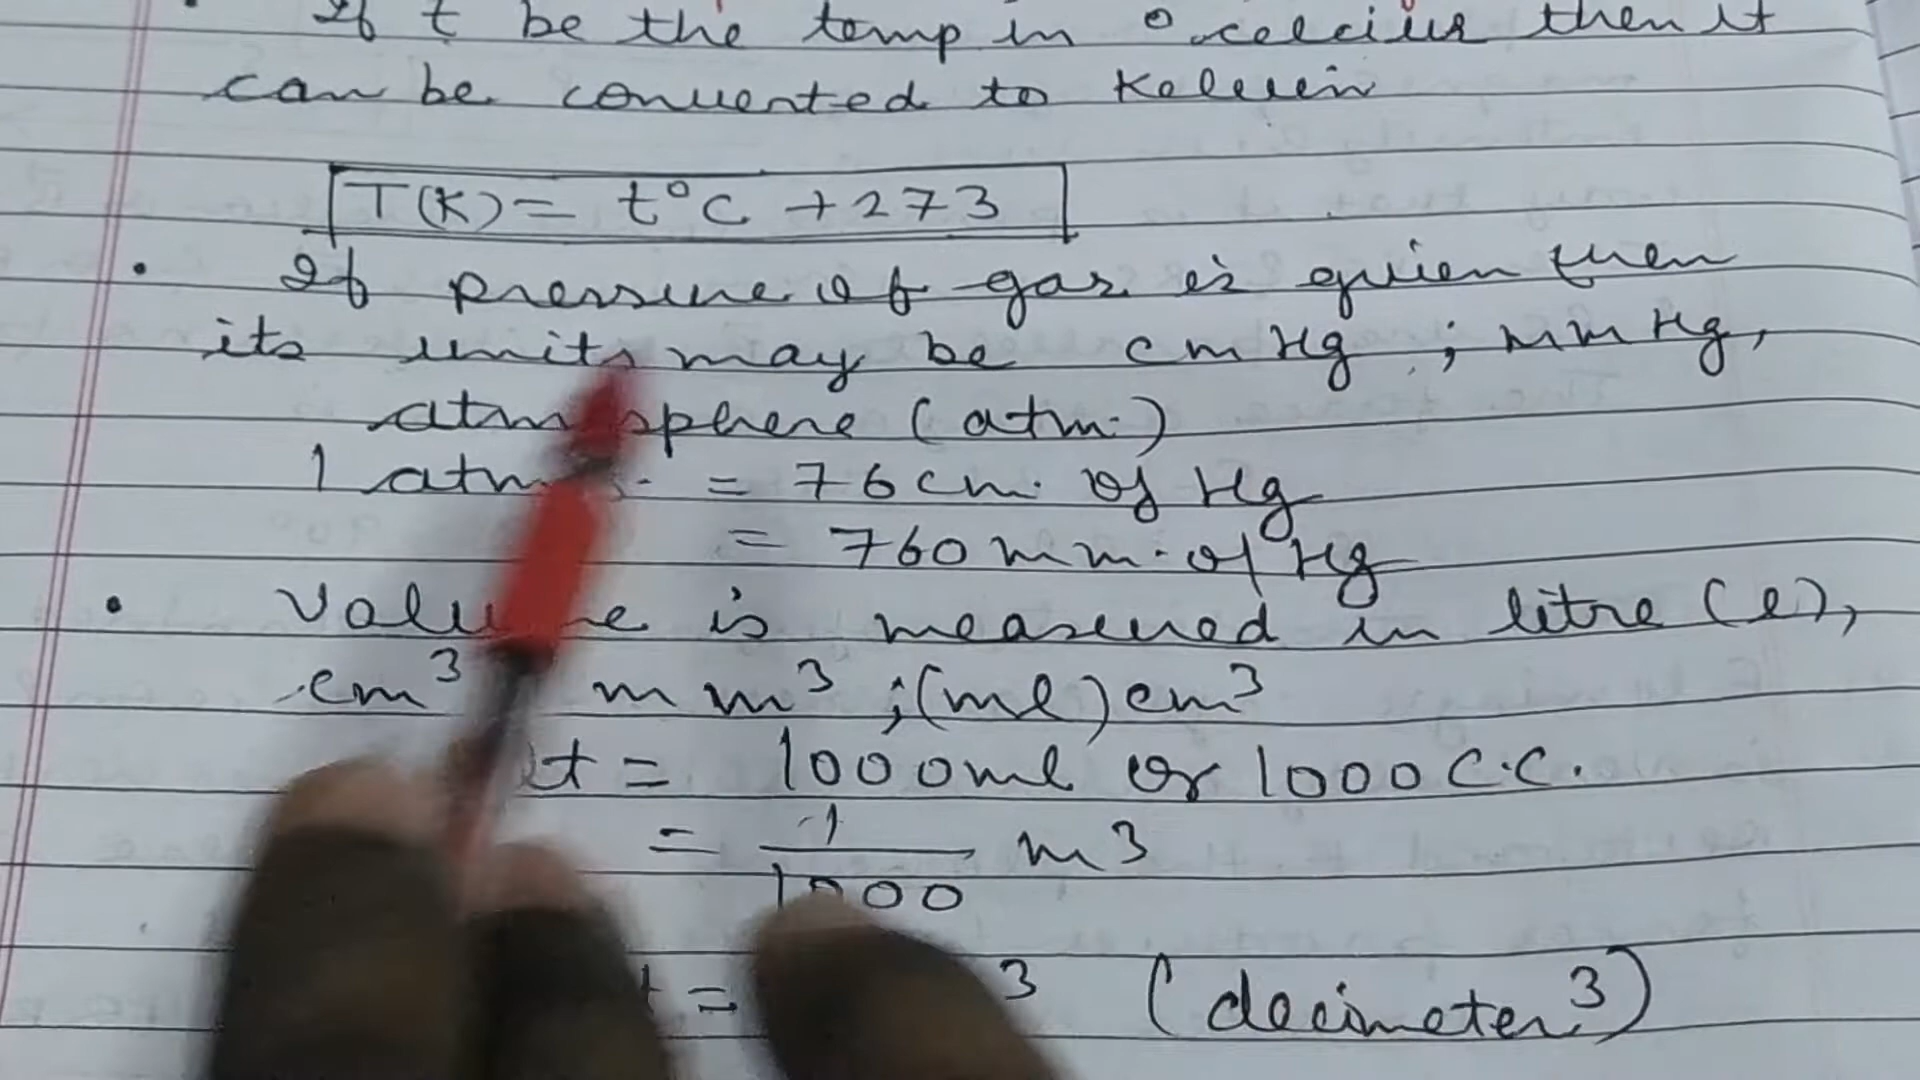 If t be the temp in ° celcius then it
can be converted to Kelvin
T(K) = t°C + 273
• If pressure of gas is given then
its units may be cm Hg ; mm Hg,
atmosphere (atm.)
1 atm = 76 cm. of Hg
= 760 mm. of Hg
• Volume is measured in litre (l),
cm³ mm³ ; (ml) cm³
lt = 1000 ml or 1000 C.C.
= 1/1000 m³
t = ³ (decimeter³)